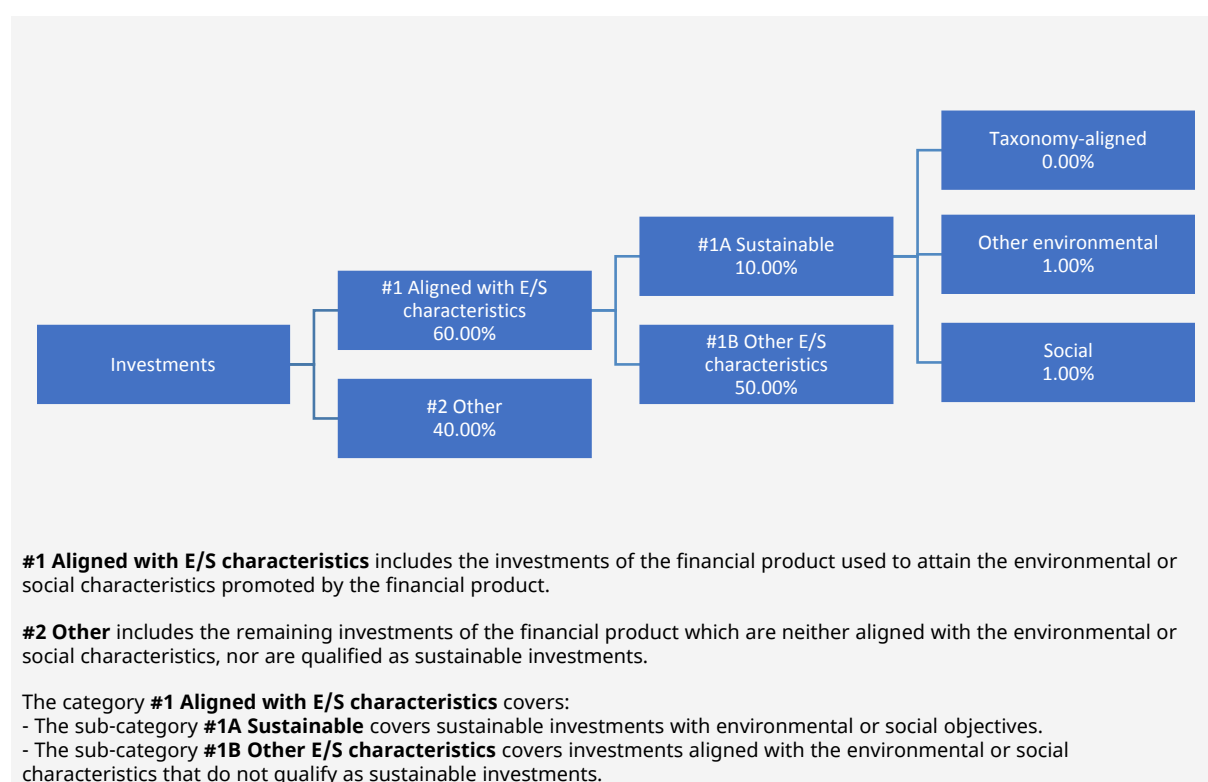 Investments
#1 Aligned with E/S
characteristics
60.00%
#2 Other
40.00%
#1A Sustainable
10.00%
#1B Other E/S
characteristics
50.00%
Taxonomy-aligned
0.00%
Other environmental
1.00%
Social
1.00%
#1 Aligned with E/S characteristics includes the investments of the financial product used to attain the environmental or
social characteristics promoted by the financial product.
#2 Other includes the remaining investments of the financial product which are neither aligned with the environmental or
social characteristics, nor are qualified as sustainable investments.
The category #1 Aligned with E/S characteristics covers:
- The sub-category #1A Sustainable covers sustainable investments with environmental or social objectives.
- The sub-category #1B Other E/S characteristics covers investments aligned with the environmental or social
characteristics that do not qualify as sustainable investments.